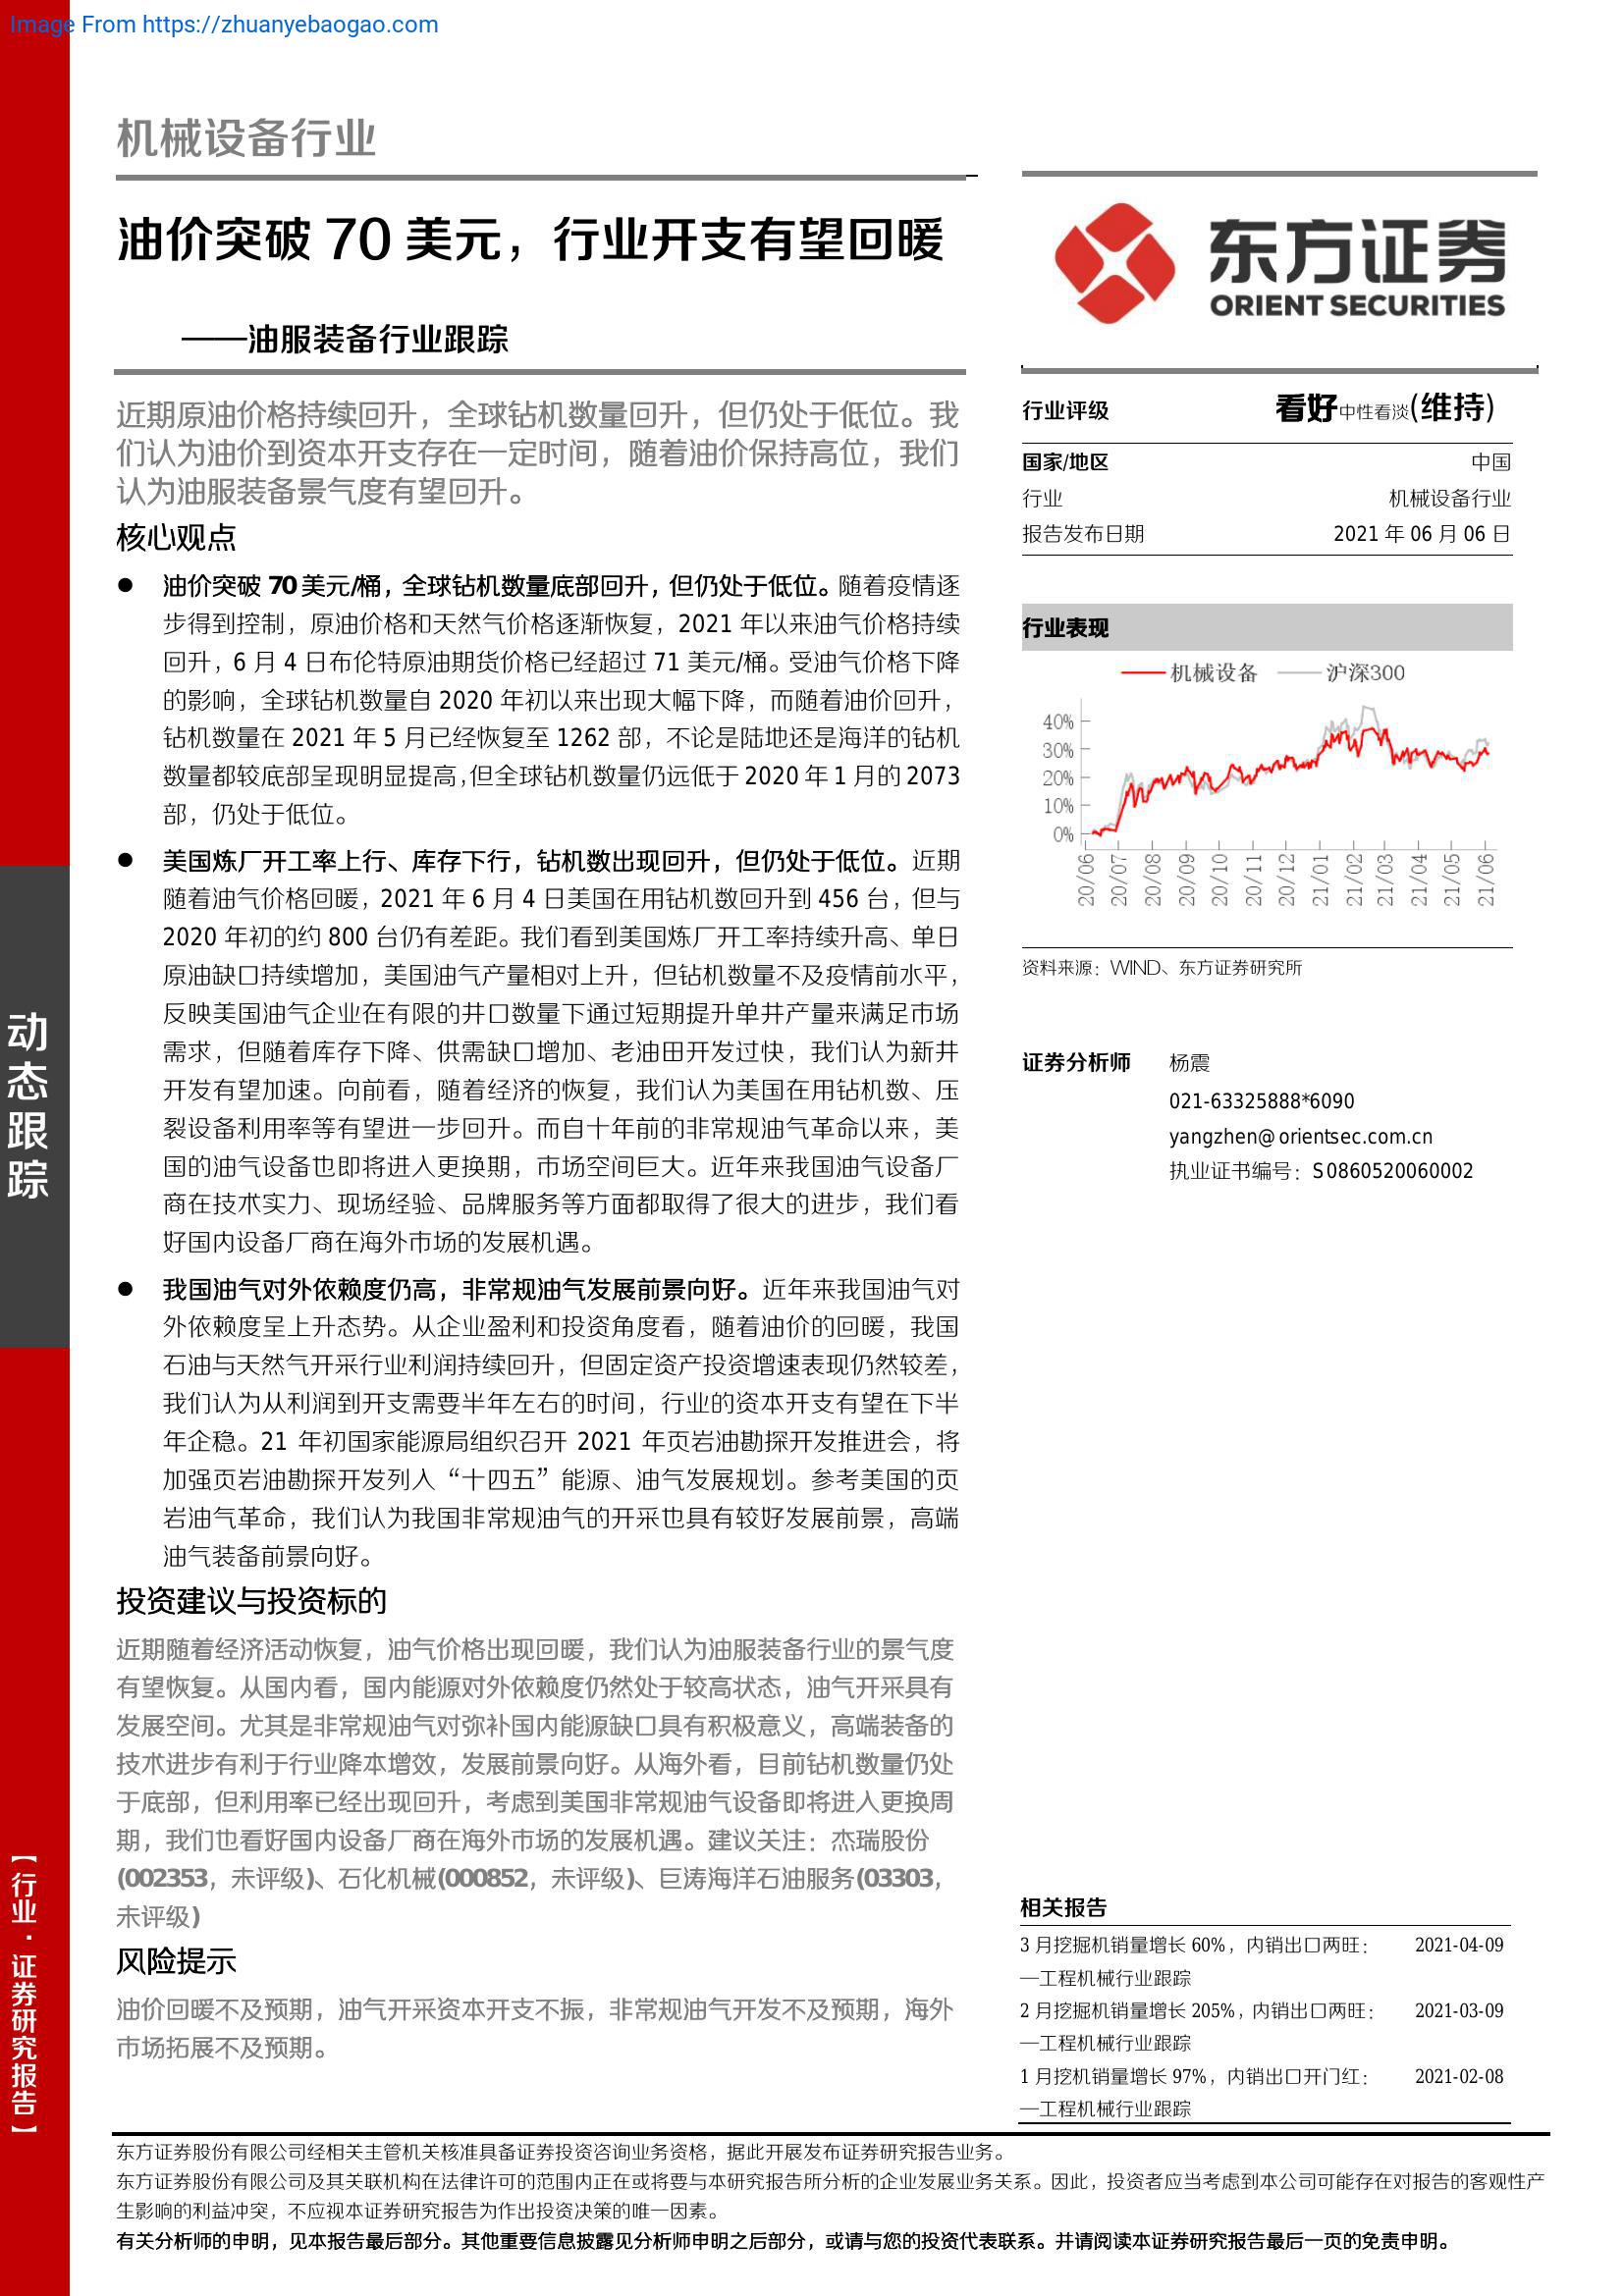 Image From https://zhuanyebaogao.com
机械设备行业
油价突破 70 美元，行业开支有望回暖
——油服装备行业跟踪
近期原油价格持续回升，全球钻机数量回升，但仍处于低位。我
们认为油价到资本开支存在一定时间，随着油价保持高位，我们
认为油服装备景气度有望回升。
核心观点
● 油价突破 70 美元/桶，全球钻机数量底部回升，但仍处于低位。随着疫情逐
步得到控制，原油价格和天然气价格逐渐恢复，2021 年以来油气价格持续
回升，6 月 4 日布伦特原油期货价格已经超过 71 美元/桶。受油气价格下降
的影响，全球钻机数量自 2020 年初以来出现大幅下降，而随着油价回升，
钻机数量在 2021 年 5 月已经恢复至 1262 部，不论是陆地还是海洋的钻机
数量都较底部呈现明显提高，但全球钻机数量仍远低于 2020 年 1 月的 2073
部，仍处于低位。
● 美国炼厂开工率上行、库存下行，钻机数出现回升，但仍处于低位。近期
随着油气价格回暖，2021 年 6 月 4 日美国在用钻机数回升到 456 台，但与
2020 年初的约 800 台仍有差距。我们看到美国炼厂开工率持续升高、单日
原油缺口持续增加，美国油气产量相对上升，但钻机数量不及疫情前水平，
反映美国油气企业在有限的井口数量下通过短期提升单井产量来满足市场
需求，但随着库存下降、供需缺口增加、老油田开发过快，我们认为新井
开发有望加速。向前看，随着经济的恢复，我们认为美国在用钻机数、压
裂设备利用率等有望进一步回升。而自十年前的非常规油气革命以来，美
国的油气设备也即将进入更换期，市场空间巨大。近年来我国油气设备厂
商在技术实力、现场经验、品牌服务等方面都取得了很大的进步，我们看
好国内设备厂商在海外市场的发展机遇。
● 我国油气对外依赖度仍高，非常规油气发展前景向好。近年来我国油气对
外依赖度呈上升态势。从企业盈利和投资角度看，随着油价的回暖，我国
石油与天然气开采行业利润持续回升，但固定资产投资增速表现仍然较差，
我们认为从利润到开支需要半年左右的时间，行业的资本开支有望在下半
年企稳。21 年初国家能源局组织召开 2021 年页岩油勘探开发推进会，将
加强页岩油勘探开发列入“十四五”能源、油气发展规划。参考美国的页
岩油气革命，我们认为我国非常规油气的开采也具有较好发展前景，高端
油气装备前景向好。
投资建议与投资标的
近期随着经济活动恢复，油气价格出现回暖，我们认为油服装备行业的景气度
有望恢复。从国内看，国内能源对外依赖度仍然处于较高状态，油气开采具有
发展空间。尤其是非常规油气对弥补国内能源缺口具有积极意义，高端装备的
技术进步有利于行业降本增效，发展前景向好。从海外看，目前钻机数量仍处
于底部，但利用率已经出现回升，考虑到美国非常规油气设备即将进入更换周
期，我们也看好国内设备厂商在海外市场的发展机遇。建议关注：杰瑞股份
(002353，未评级)、石化机械(000852，未评级)、巨涛海洋石油服务(03303，
未评级)
风险提示
油价回暖不及预期，油气开采资本开支不振，非常规油气开发不及预期，海外
市场拓展不及预期。
东方证券
ORIENT SECURITIES
行业评级 看好中性看淡(维持)
国家/地区 中国
行业 机械设备行业
报告发布日期 2021 年 06 月 06 日
行业表现
机械设备 沪深300
40%
30%
20%
10%
0%
20/06 20/07 20/08 20/09 20/10 20/11 20/12 21/01 21/02 21/03 21/04 21/05 21/06
资料来源：WIND、东方证券研究所
证券分析师 杨震
021-63325888*6090
yangzhen@orientsec.com.cn
执业证书编号：S0860520060002
相关报告
3 月挖掘机销量增长 60%，内销出口两旺： 2021-04-09
—工程机械行业跟踪
2 月挖掘机销量增长 205%，内销出口两旺： 2021-03-09
—工程机械行业跟踪
1 月挖机销量增长 97%，内销出口开门红： 2021-02-08
—工程机械行业跟踪
动态跟踪
【行业·证券研究报告】
东方证券股份有限公司经相关主管机关核准具备证券投资咨询业务资格，据此开展发布证券研究报告业务。
东方证券股份有限公司及其关联机构在法律许可的范围内正在或将要与本研究报告所分析的企业发展业务关系。因此，投资者应当考虑到本公司可能存在对报告的客观性产
生影响的利益冲突，不应视本证券研究报告为作出投资决策的唯一因素。
有关分析师的申明，见本报告最后部分。其他重要信息披露见分析师申明之后部分，或请与您的投资代表联系。并请阅读本证券研究报告最后一页的免责申明。